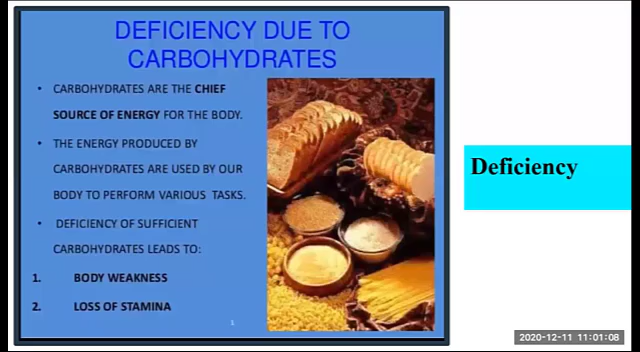 DEFICIENCY DUE TO
CARBOHYDRATES
• CARBOHYDRATES ARE THE CHIEF
SOURCE OF ENERGY FOR THE BODY.
• THE ENERGY PRODUCED BY
CARBOHYDRATES ARE USED BY OUR
BODY TO PERFORM VARIOUS TASKS.
• DEFICIENCY OF SUFFICIENT
CARBOHYDRATES LEADS TO:
1. BODY WEAKNESS
2. LOSS OF STAMINA
1
Deficiency
2020-12-11 11:01:08